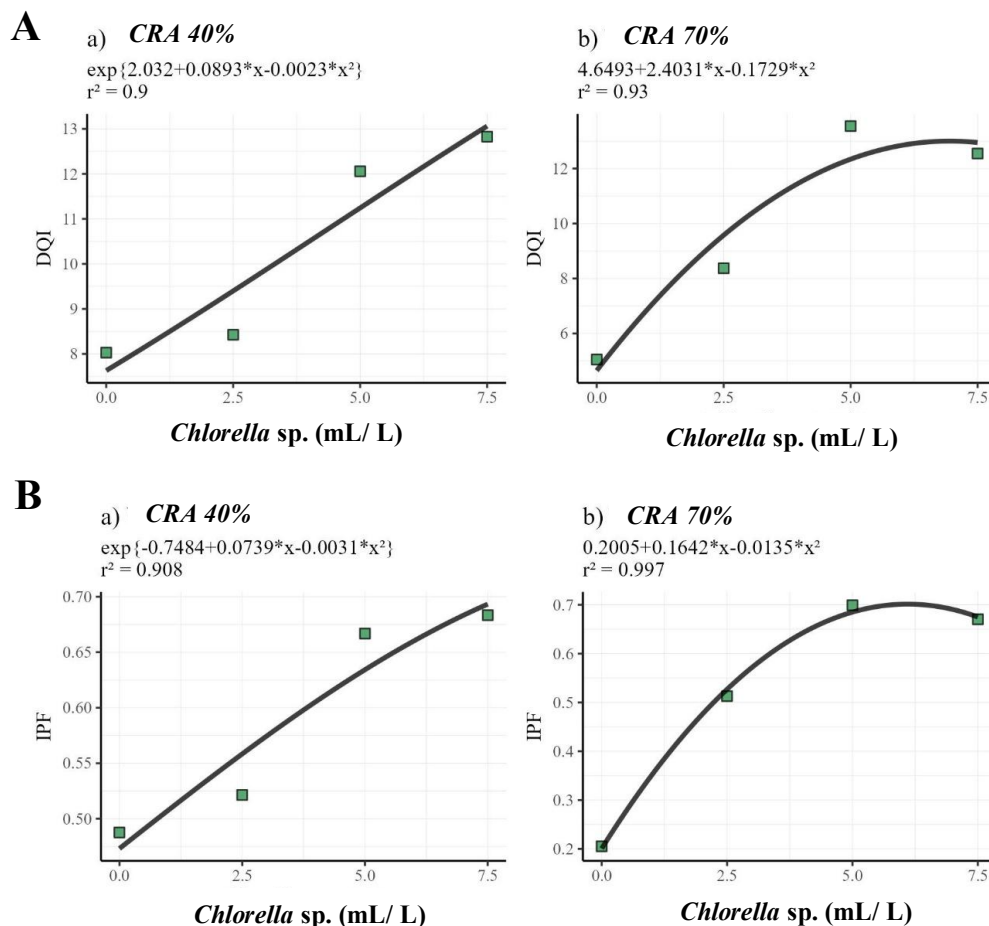 A
a) CRA 40%
exp{2.032+0.0893*x-0.0023*x²}
r² = 0.9
13
12
11
10
9
8
DQI
0.0 2.5 5.0 7.5
Chlorella sp. (mL/ L)
b) CRA 70%
4.6493+2.4031*x-0.1729*x²
r² = 0.93
12
10
8
6
DQI
0.0 2.5 5.0 7.5
Chlorella sp. (mL/ L)
B
a) CRA 40%
exp{-0.7484+0.0739*x-0.0031*x²}
r² = 0.908
0.70
0.65
0.60
0.55
0.50
IPF
0.0 2.5 5.0 7.5
Chlorella sp. (mL/ L)
b) CRA 70%
0.2005+0.1642*x-0.0135*x²
r² = 0.997
0.7
0.6
0.5
0.4
0.3
0.2
IPF
0.0 2.5 5.0 7.5
Chlorella sp. (mL/ L)